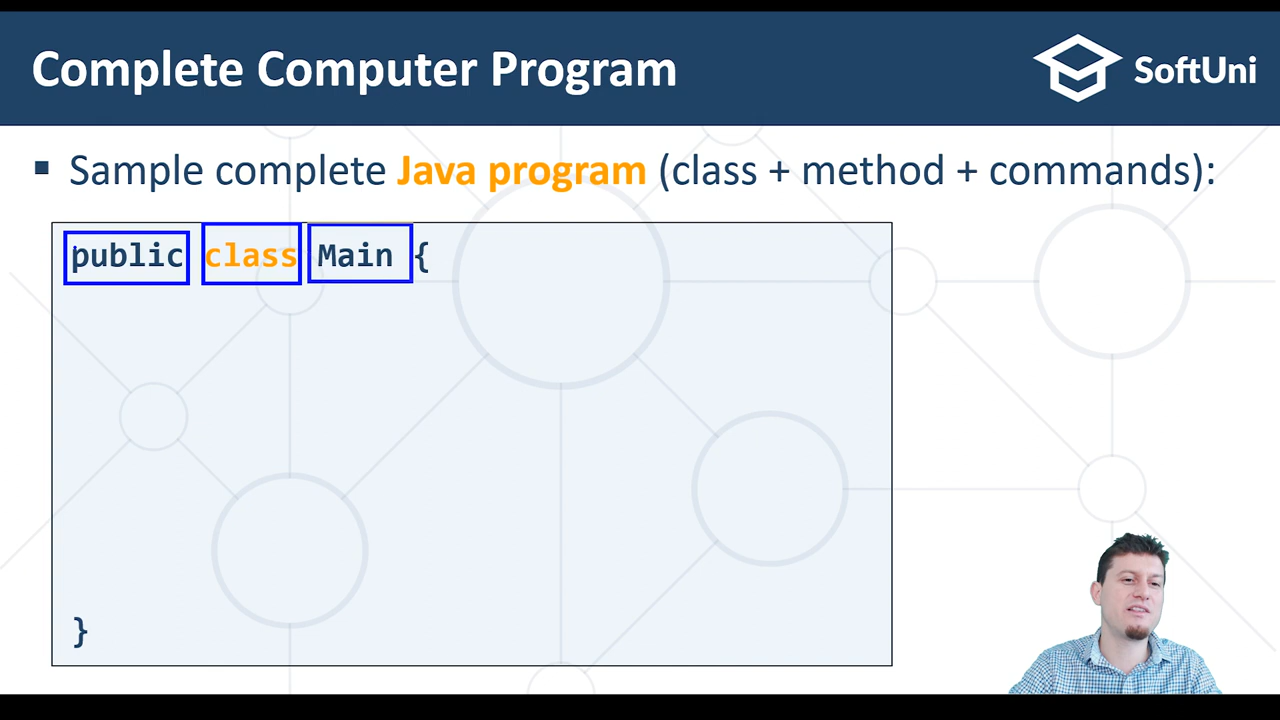 Complete Computer Program
SoftUni
▪ Sample complete Java program (class + method + commands):
public class Main {
}